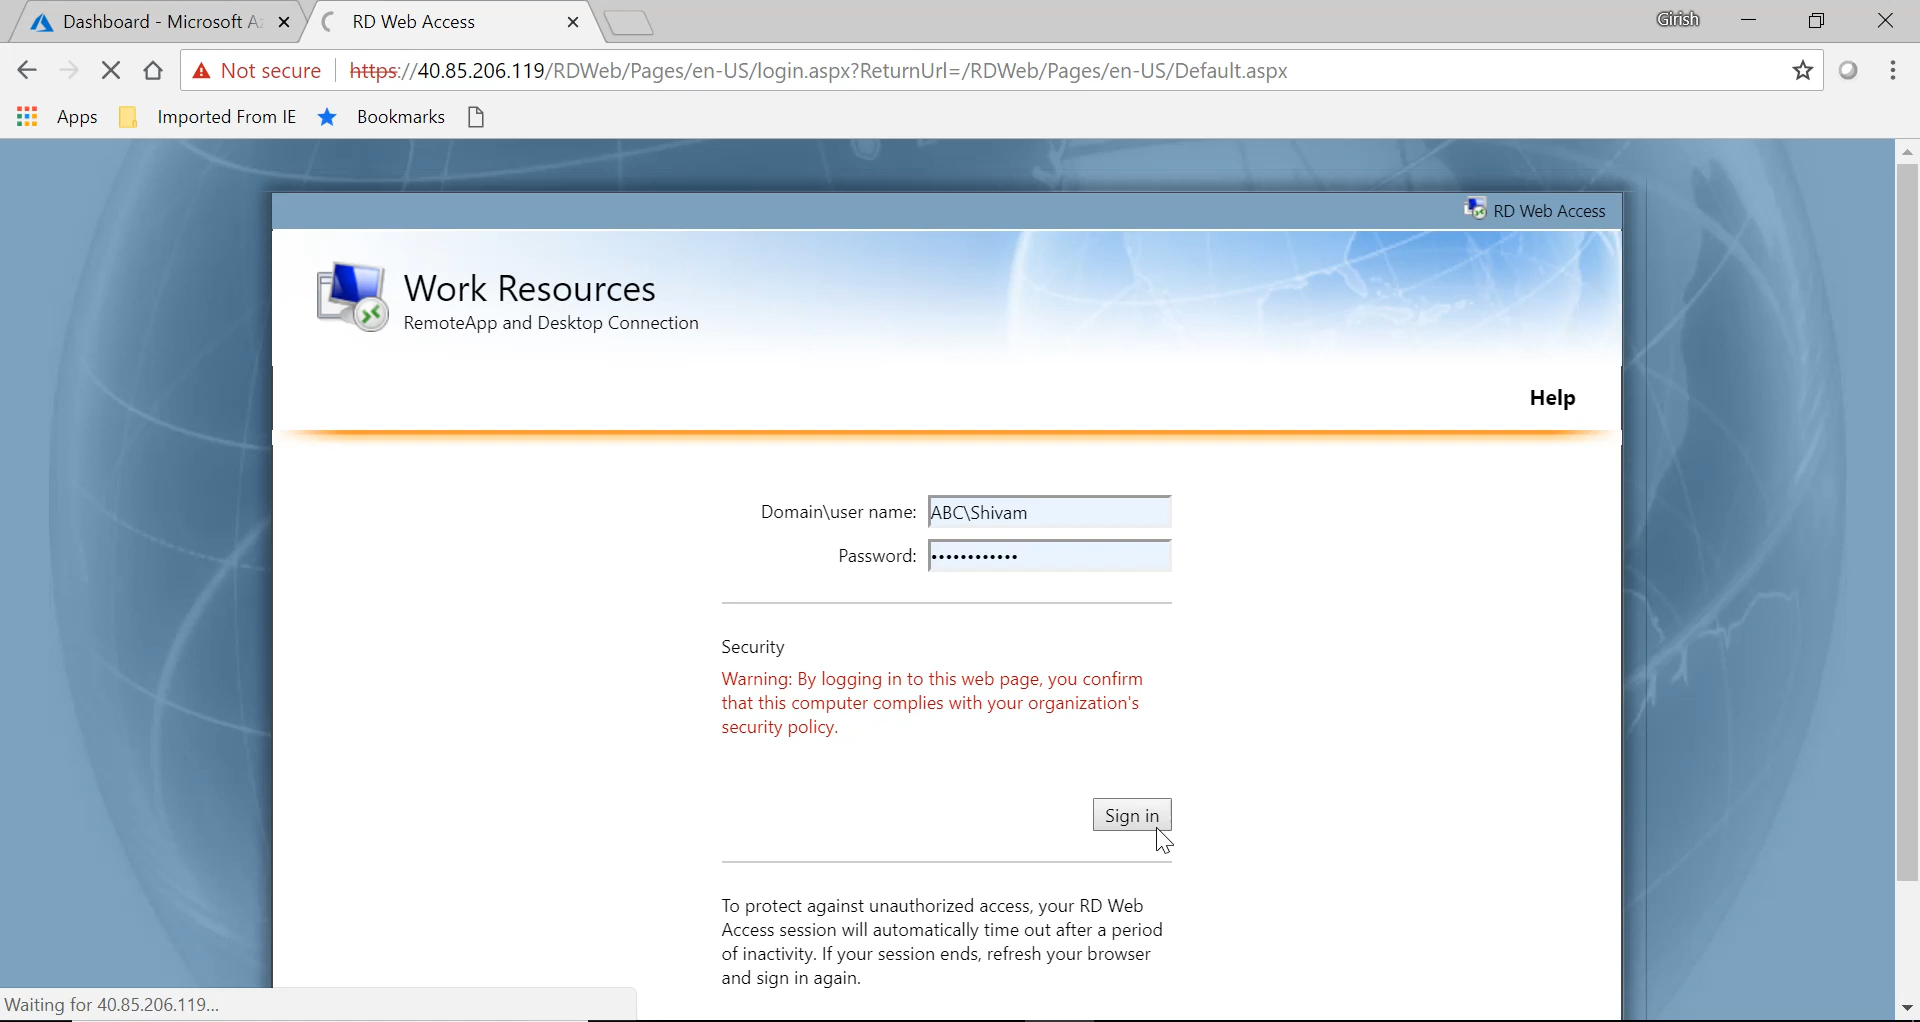 Dashboard - Microsoft A
RD Web Access
Girish
Not secure
https://40.85.206.119/RDWeb/Pages/en-US/login.aspx?ReturnUrl=/RDWeb/Pages/en-US/Default.aspx
Apps
Imported From IE
Bookmarks
RD Web Access
Work Resources
RemoteApp and Desktop Connection
Help
Domain\user name: ABC\Shivam
Password: ••••••••••••
Security
Warning: By logging in to this web page, you confirm
that this computer complies with your organization's
security policy.
Sign in
To protect against unauthorized access, your RD Web
Access session will automatically time out after a period
of inactivity. If your session ends, refresh your browser
and sign in again.
Waiting for 40.85.206.119...